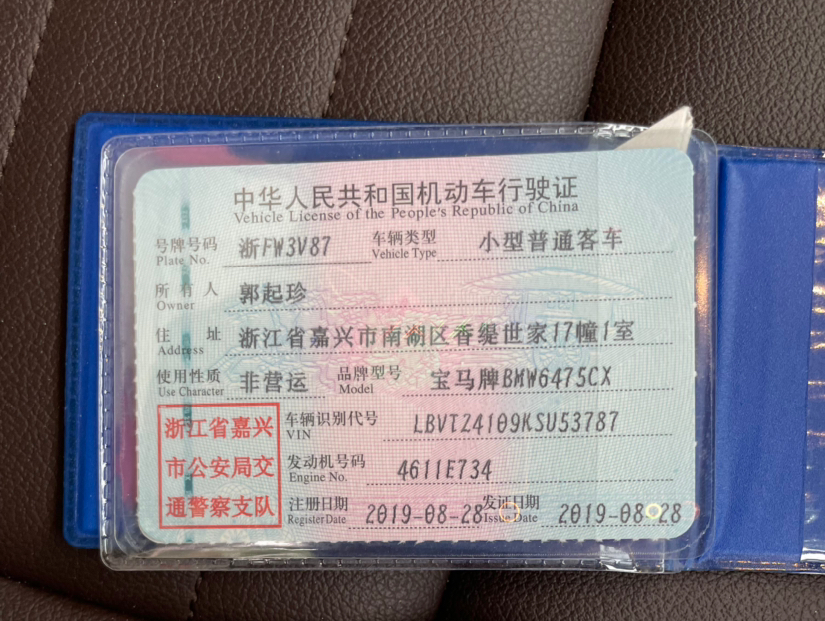 中华人民共和国机动车行驶证
Vehicle License of the People's Republic of China
号牌号码 浙FW3V87 车辆类型 小型普通客车
Plate No. Vehicle Type
所有人 郭起珍
Owner
住址 浙江省嘉兴市南湖区香缇世家17幢1室
Address
使用性质 非营运 品牌型号 宝马牌BMW6475CX
Use Character Model
浙江省嘉兴
市公安局交
通警察支队
车辆识别代号 LBVTZ4109KSU53787
VIN
发动机号码 4611E734
Engine No.
注册日期 2019-08-28 发证日期 2019-08-28
Register Date Issue Date